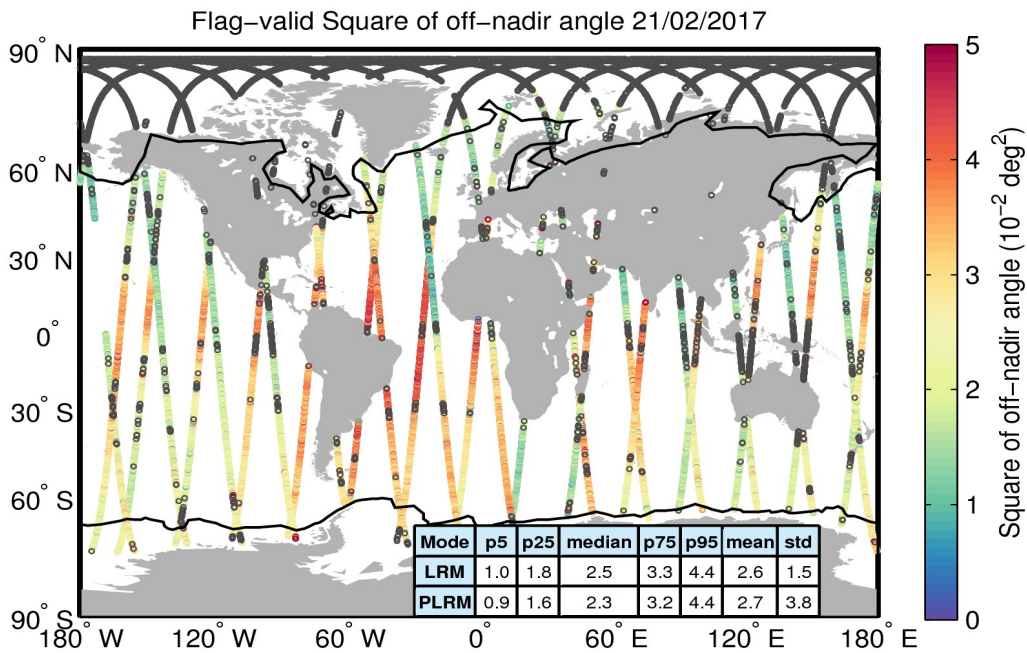 Flag-valid Square of off-nadir angle 21/02/2017
90° N
60° N
30° N
0°
30° S
60° S
90° S
180° W
120° W
60° W
0°
60° E
120° E
180° E
Mode p5 p25 median p75 p95 mean std
LRM 1.0 1.8 2.5 3.3 4.4 2.6 1.5
PLRM 0.9 1.6 2.3 3.2 4.4 2.7 3.8
5
4
3
2
1
0
Square of off-nadir angle (10⁻² deg²)